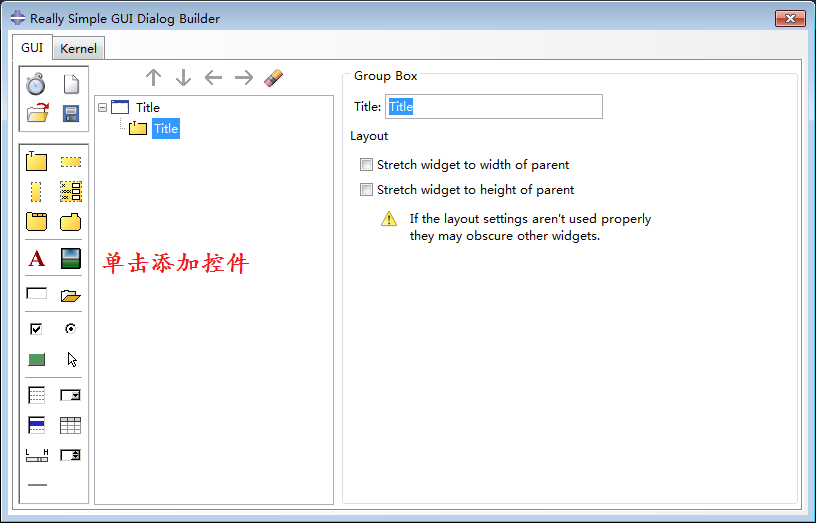 Really Simple GUI Dialog Builder
GUI
Kernel
Title
Title
单击添加控件
Group Box
Title: Title
Layout
Stretch widget to width of parent
Stretch widget to height of parent
If the layout settings aren't used properly
they may obscure other widgets.
T
A
L H